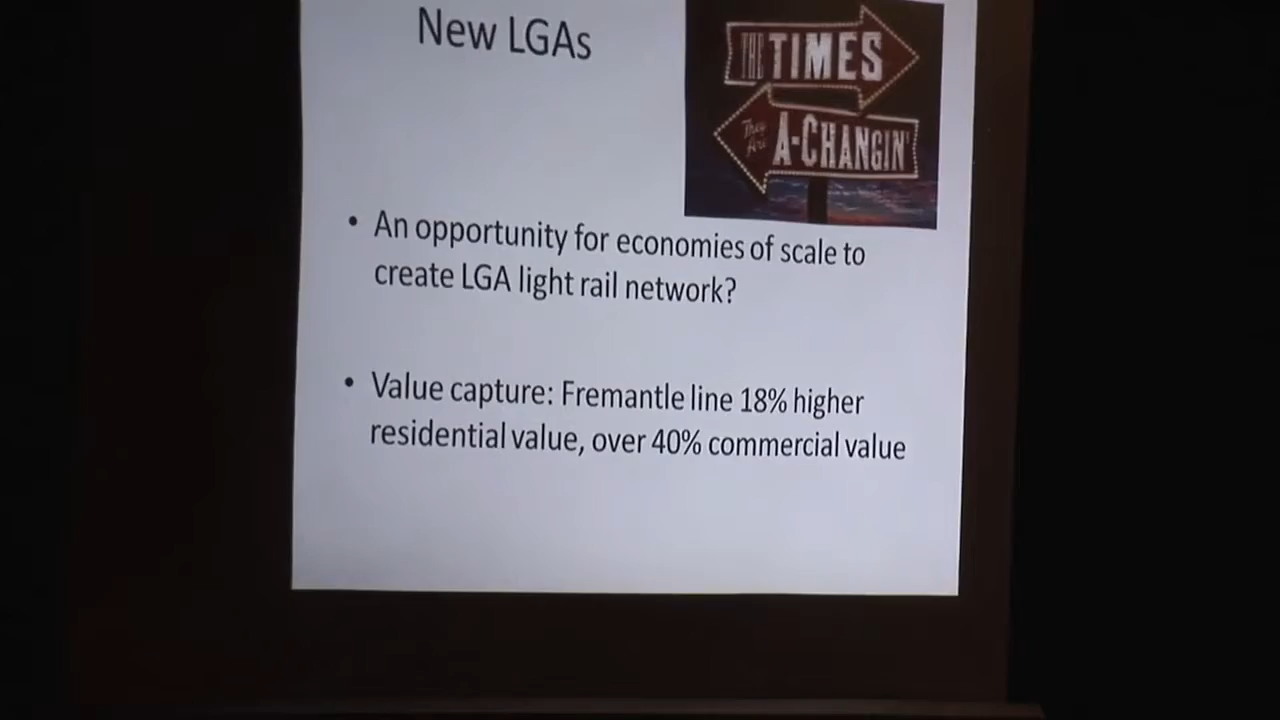 New LGAs
THE TIMES
They Are A-CHANGIN'
• An opportunity for economies of scale to
create LGA light rail network?
• Value capture: Fremantle line 18% higher
residential value, over 40% commercial value